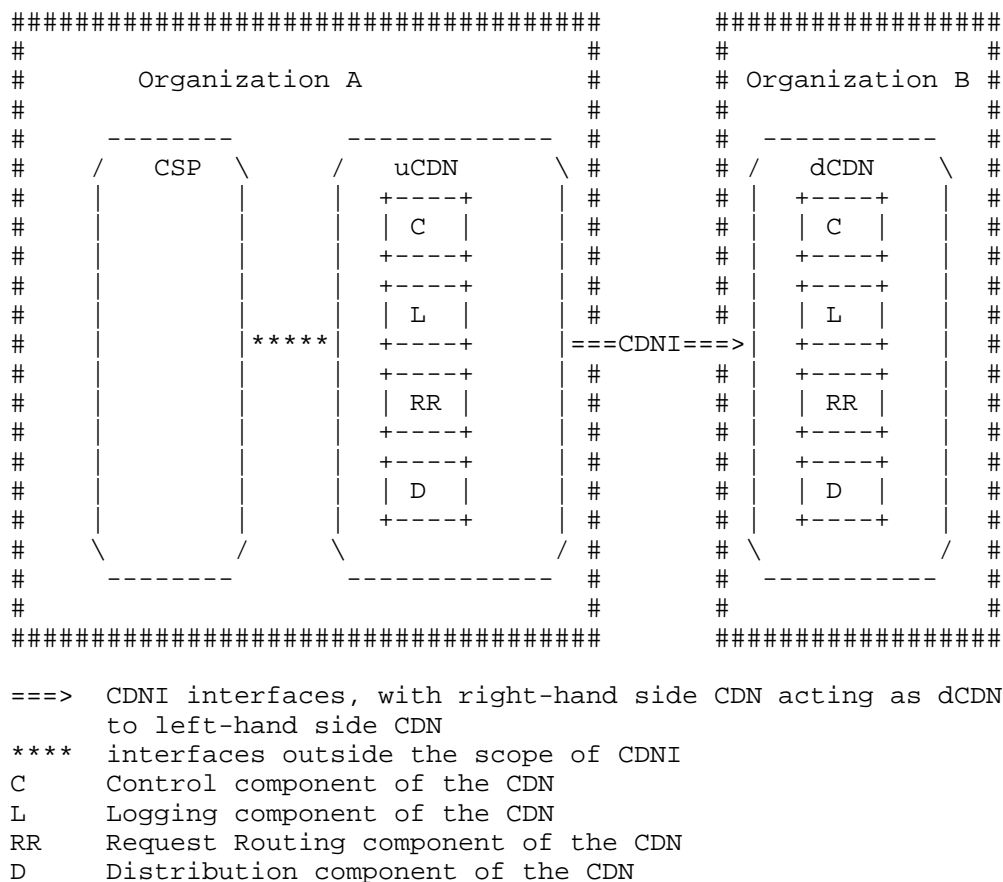 #####################################       ##################
#                                   #       #                #
#       Organization A              #       # Organization B #
#                                   #       #                #
#     --------       -------------  #       #  -----------   #
#    /   CSP  \     /   uCDN      \ #       # /   dCDN    \  #
#    |        |     |  +----+     | #       # |  +----+   |  #
#    |        |     |  | C  |     | #       # |  | C  |   |  #
#    |        |     |  +----+     | #       # |  +----+   |  #
#    |        |     |  +----+     | #       # |  +----+   |  #
#    |        |     |  | L  |     | #       # |  | L  |   |  #
#    |        |*****|  +----+     |===CDNI===>|  +----+   |  #
#    |        |     |  +----+     | #       # |  +----+   |  #
#    |        |     |  | RR |     | #       # |  | RR |   |  #
#    |        |     |  +----+     | #       # |  +----+   |  #
#    |        |     |  +----+     | #       # |  +----+   |  #
#    |        |     |  | D  |     | #       # |  | D  |   |  #
#    |        |     |  +----+     | #       # |  +----+   |  #
#    \        /     \             / #       # \           /  #
#     --------       -------------  #       #  -----------   #
#                                   #       #                #
#####################################       ##################
===>  CDNI interfaces, with right-hand side CDN acting as dCDN
      to left-hand side CDN
****  interfaces outside the scope of CDNI
C     Control component of the CDN
L     Logging component of the CDN
RR    Request Routing component of the CDN
D     Distribution component of the CDN